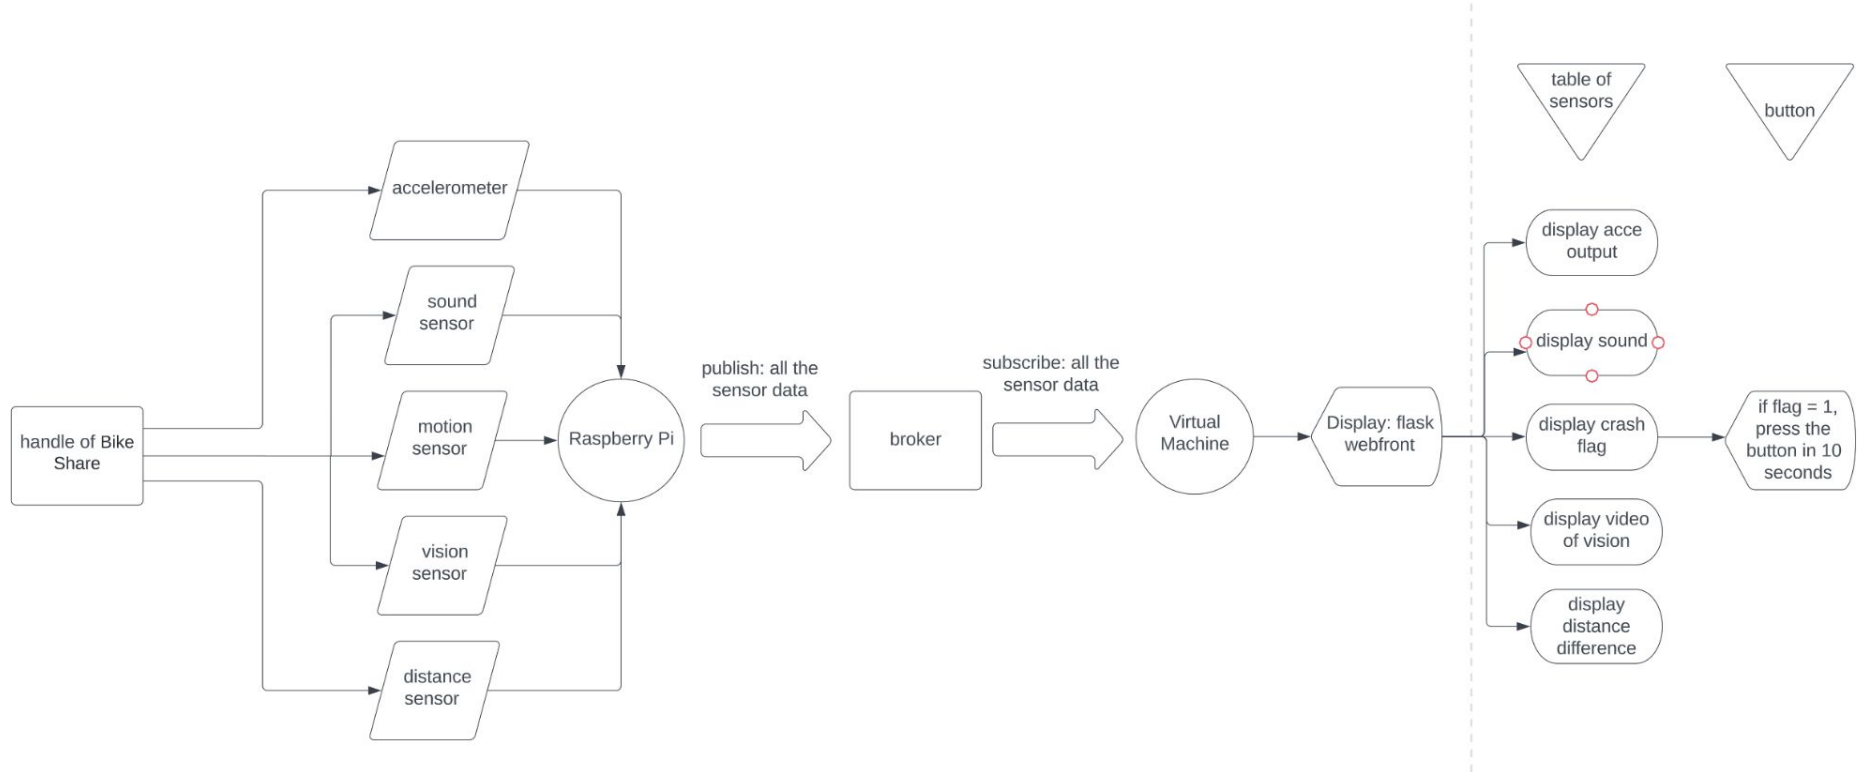 handle of Bike
Share
accelerometer
sound
sensor
motion
sensor
vision
sensor
distance
sensor
Raspberry Pi
publish: all the
sensor data
broker
subscribe: all the
sensor data
Virtual
Machine
Display: flask
webfront
table of
sensors
display acce
output
display sound
display crash
flag
display video
of vision
display
distance
difference
button
if flag = 1,
press the
button in 10
seconds